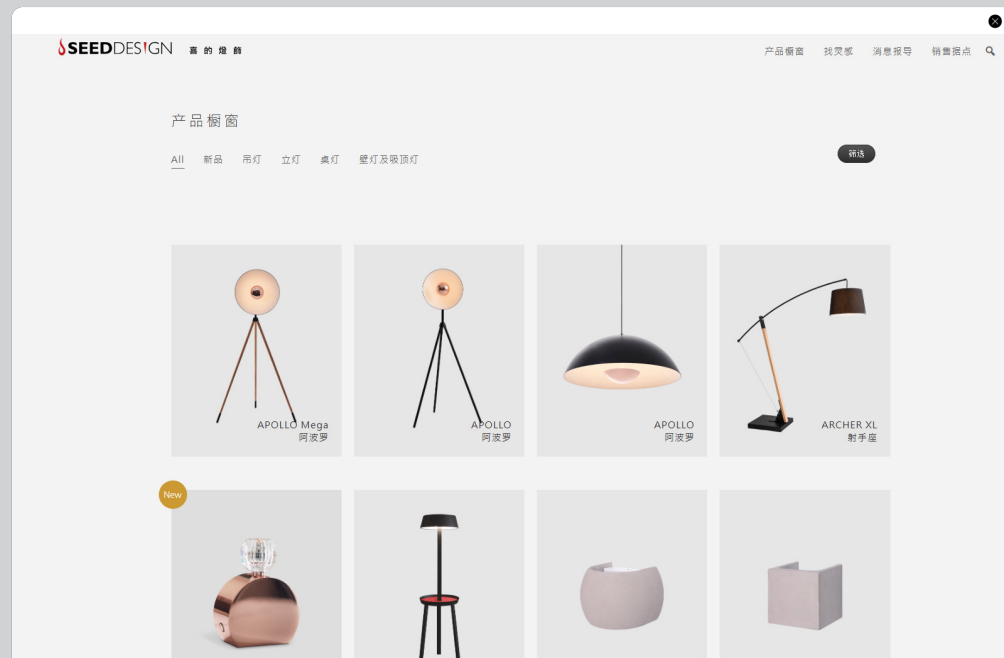 SEEDDESIGN 喜的燈飾
产品橱窗 找灵感 消息报导 销售据点
产品橱窗
All 新品 吊灯 立灯 桌灯 壁灯及吸顶灯
筛选
APOLLO Mega
阿波罗
APOLLO
阿波罗
APOLLO
阿波罗
ARCHER XL
射手座
New